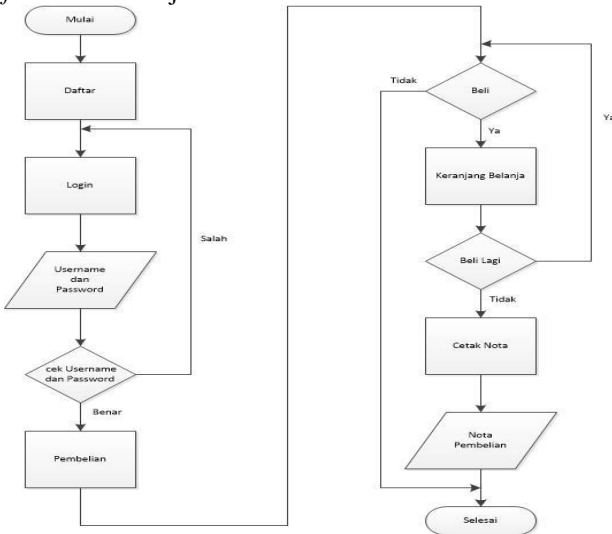 Mulai
Daftar
Login
Salah
Username
dan
Password
cek Username
dan Password
Benar
Pembelian
Tidak
Beli
Ya
Keranjang Belanja
Beli Lagi
Tidak
Cetak Nota
Nota
Pembelian
Selesai